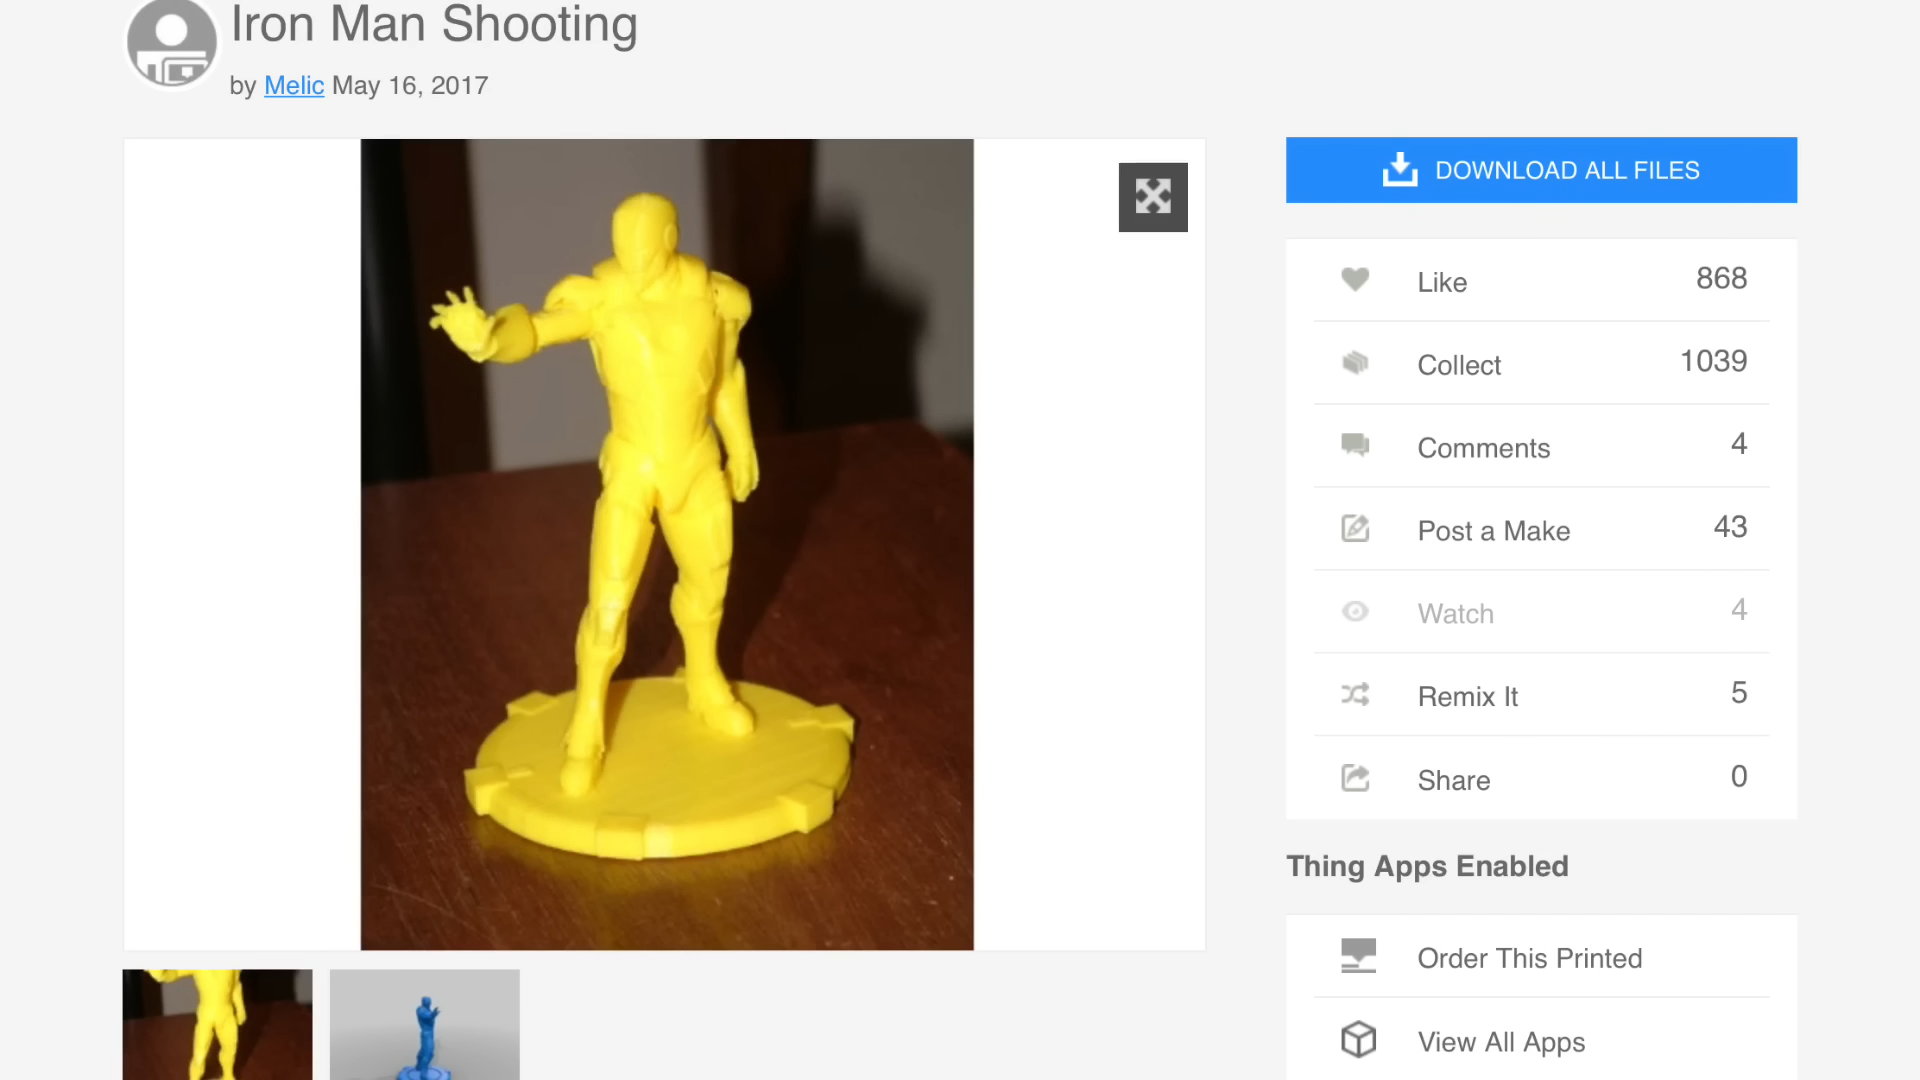 Iron Man Shooting
by Melic May 16, 2017
DOWNLOAD ALL FILES
Like 868
Collect 1039
Comments 4
Post a Make 43
Watch 4
Remix It 5
Share 0
Thing Apps Enabled
Order This Printed
View All Apps